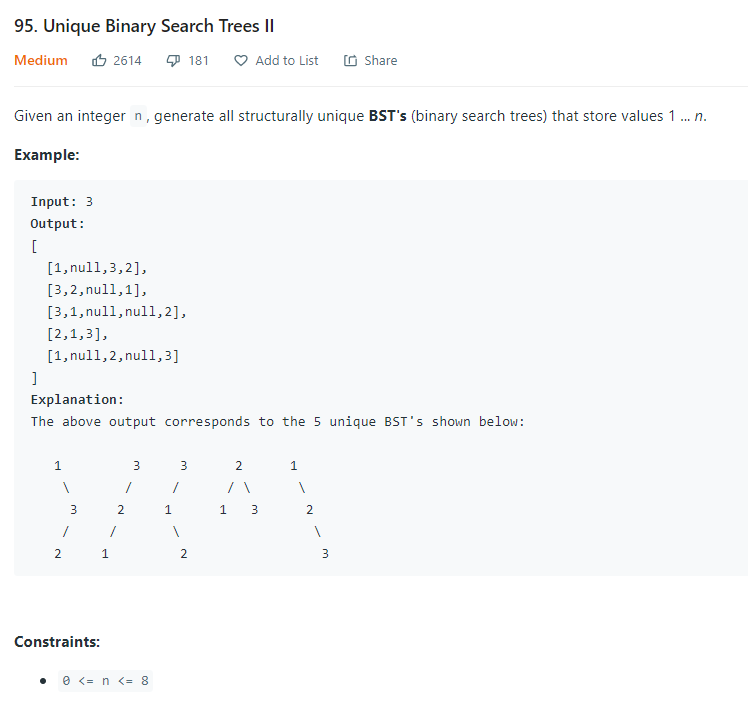 95. Unique Binary Search Trees II
Medium 2614 181 Add to List Share
Given an integer n, generate all structurally unique BST's (binary search trees) that store values 1 ... n.
Example:
Input: 3
Output:
[
  [1,null,3,2],
  [3,2,null,1],
  [3,1,null,null,2],
  [2,1,3],
  [1,null,2,null,3]
]
Explanation:
The above output corresponds to the 5 unique BST's shown below:
   1         3     3      2      1
    \       /     /      / \      \
     3     2     1      1   3      2
    /     /       \                 \
   2     1         2                 3
Constraints:
• 0 <= n <= 8